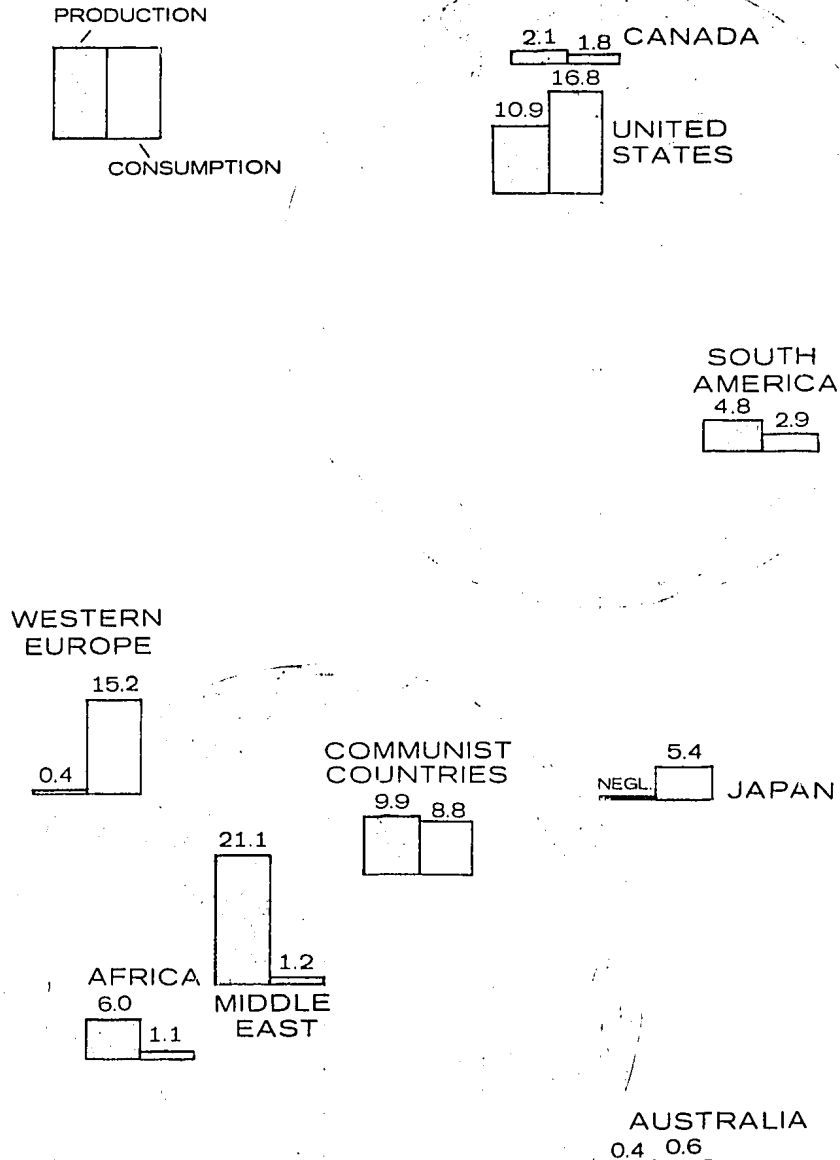 PRODUCTION
CONSUMPTION
2.1 1.8 CANADA
16.8
10.9
UNITED
STATES
SOUTH
AMERICA
4.8 2.9
WESTERN
EUROPE
15.2
0.4
COMMUNIST
COUNTRIES
9.9 8.8
5.4
NEGL.
JAPAN
21.1
1.2
MIDDLE
EAST
AFRICA
6.0
1.1
AUSTRALIA
0.4 0.6